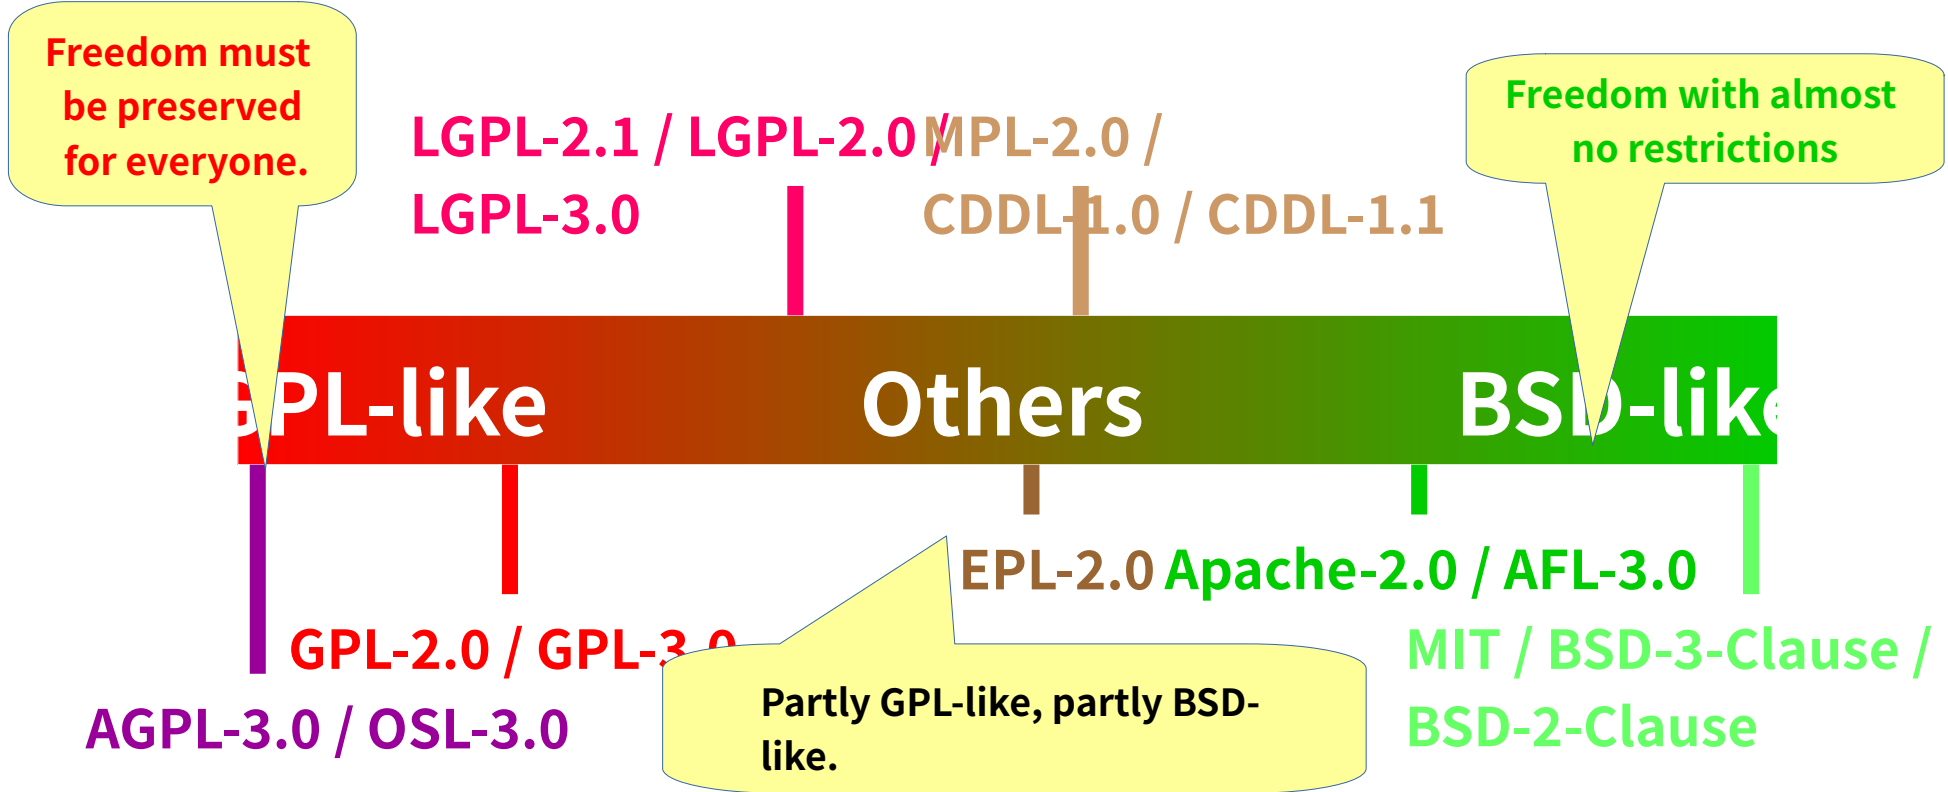 Freedom must
be preserved
for everyone.
LGPL-2.1 / LGPL-2.0 /
LGPL-3.0
MPL-2.0 /
CDDL-1.0 / CDDL-1.1
Freedom with almost
no restrictions
GPL-like
Others
BSD-like
EPL-2.0
Apache-2.0 / AFL-3.0
GPL-2.0 / GPL-3.0
MIT / BSD-3-Clause /
BSD-2-Clause
AGPL-3.0 / OSL-3.0
Partly GPL-like, partly BSD-
like.